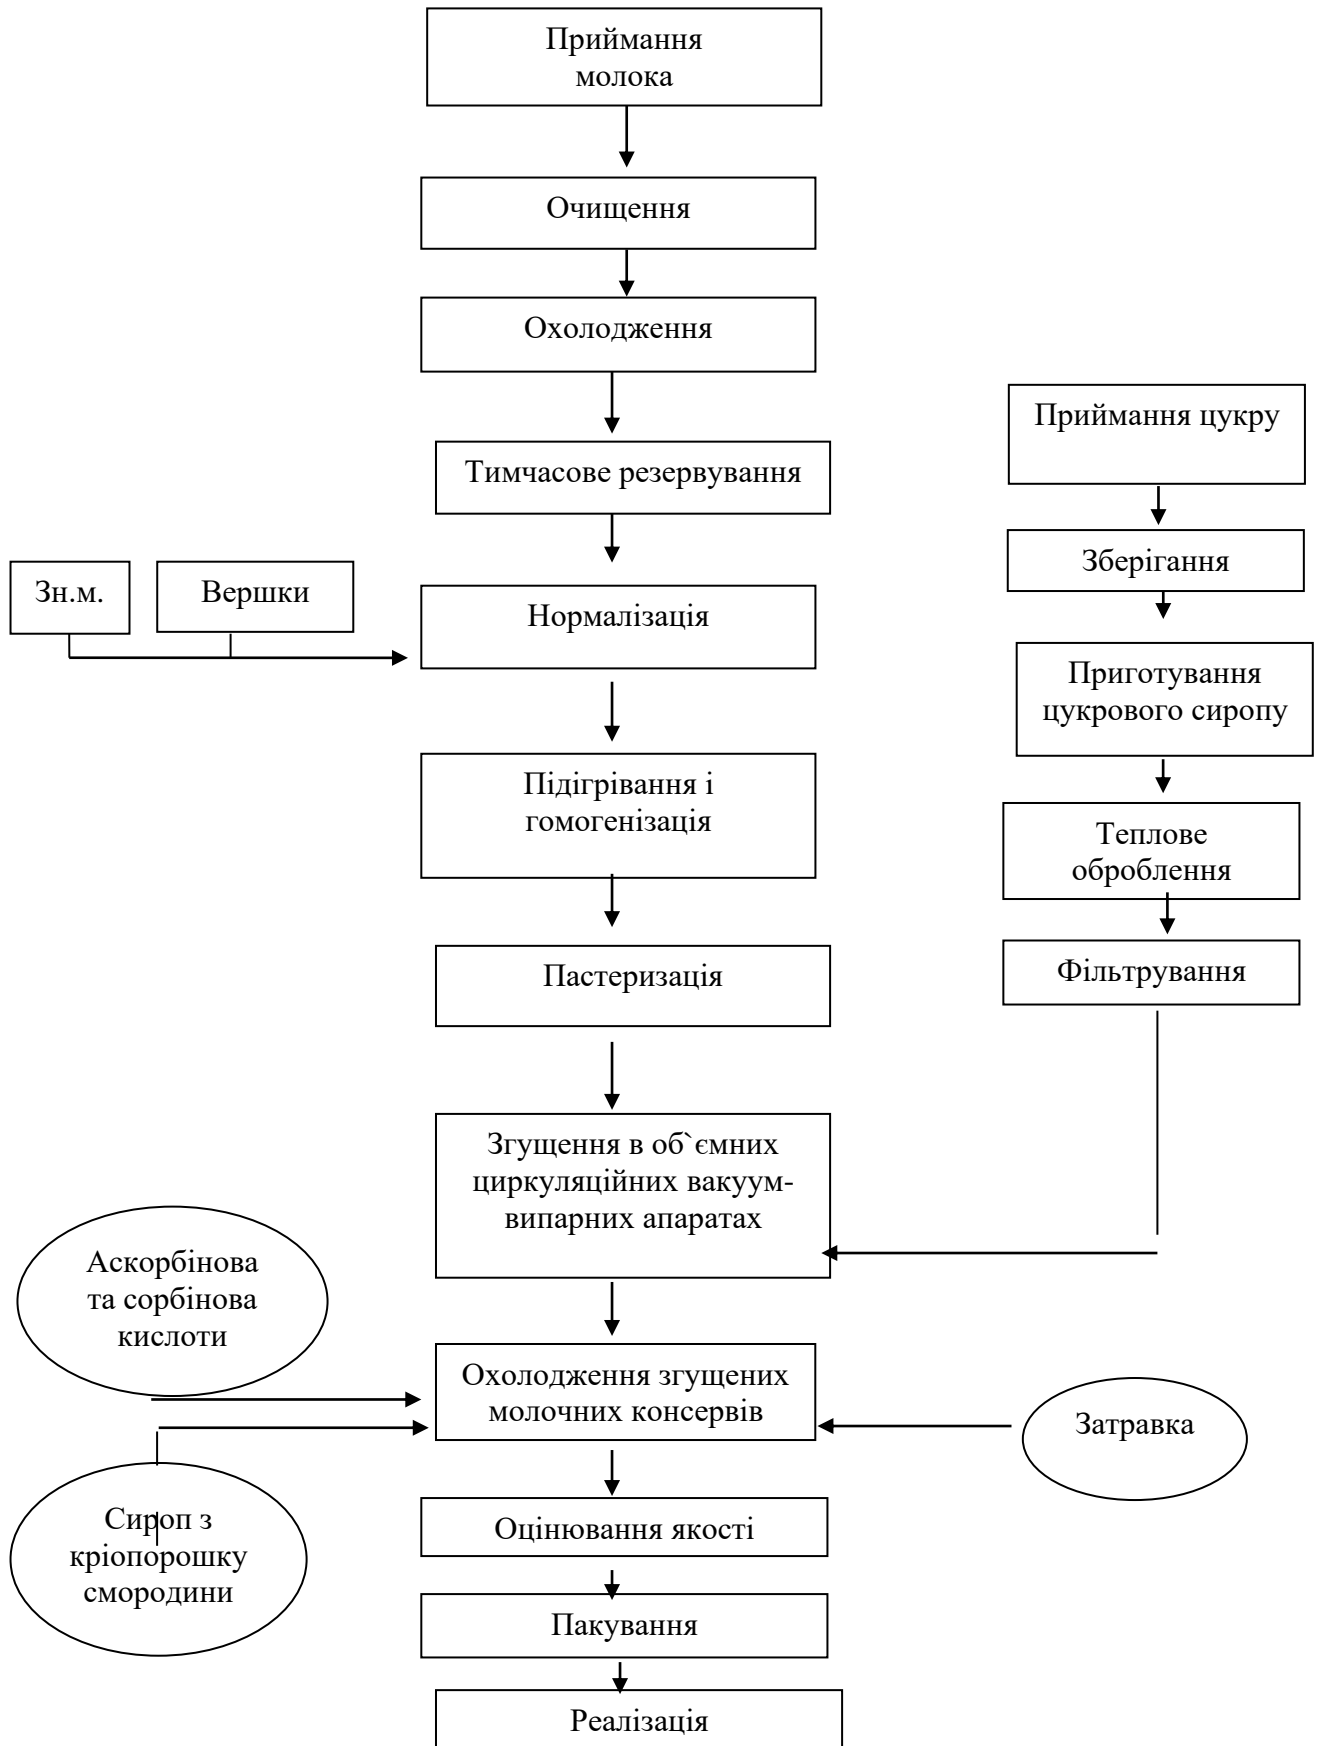 Приймання
молока
Очищення
Охолодження
Тимчасове резервування
Приймання цукру
Зберігання
Зн.м.
Вершки
Нормалізація
Приготування
цукрового сиропу
Підігрівання і
гомогенізація
Теплове
оброблення
Пастеризація
Фільтрування
Згущення в об`ємних
циркуляційних вакуум-
випарних апаратах
Аскорбінова
та сорбінова
кислоти
Охолодження згущених
молочних консервів
Затравка
Сироп з
кріопорошку
смородини
Оцінювання якості
Пакування
Реалізація